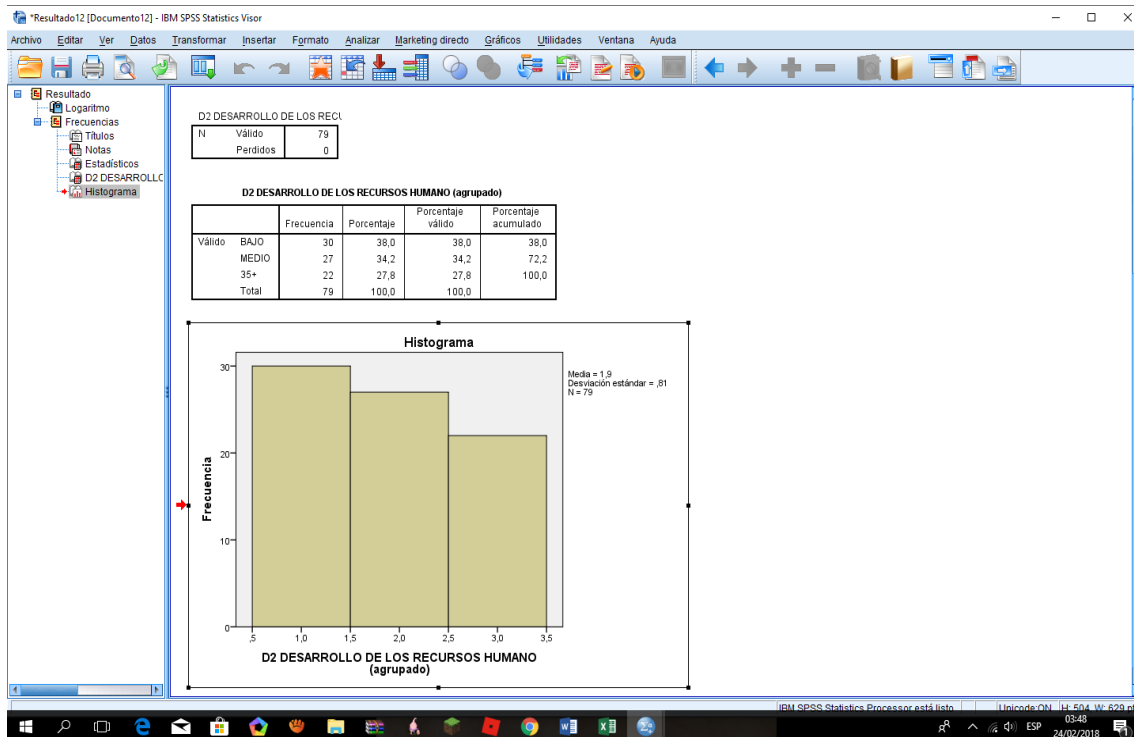 *Resultado12 [Documento12] - IBM SPSS Statistics Visor
Archivo Editar Ver Datos Transformar Insertar Formato Analizar Marketing directo Gráficos Utilidades Ventana Ayuda
Resultado
Logaritmo
Frecuencias
Títulos
Notas
Estadísticos
D2 DESARROLLO
Histograma
D2 DESARROLLO DE LOS RECU
N Válido 79
Perdidos 0
D2 DESARROLLO DE LOS RECURSOS HUMANO (agrupado)
Frecuencia Porcentaje Porcentaje válido Porcentaje acumulado
Válido BAJO 30 38,0 38,0 38,0
MEDIO 27 34,2 34,2 72,2
35+ 22 27,8 27,8 100,0
Total 79 100,0 100,0
Histograma
Media = 1,9
Desviación estándar = ,81
N = 79
Frecuencia
30
20
10
0
,5 1,0 1,5 2,0 2,5 3,0 3,5
D2 DESARROLLO DE LOS RECURSOS HUMANO
(agrupado)
IBM SPSS Statistics Processor está listo Unicode:ON H: 504, W: 629 pt
ESP
03:48
24/02/2018